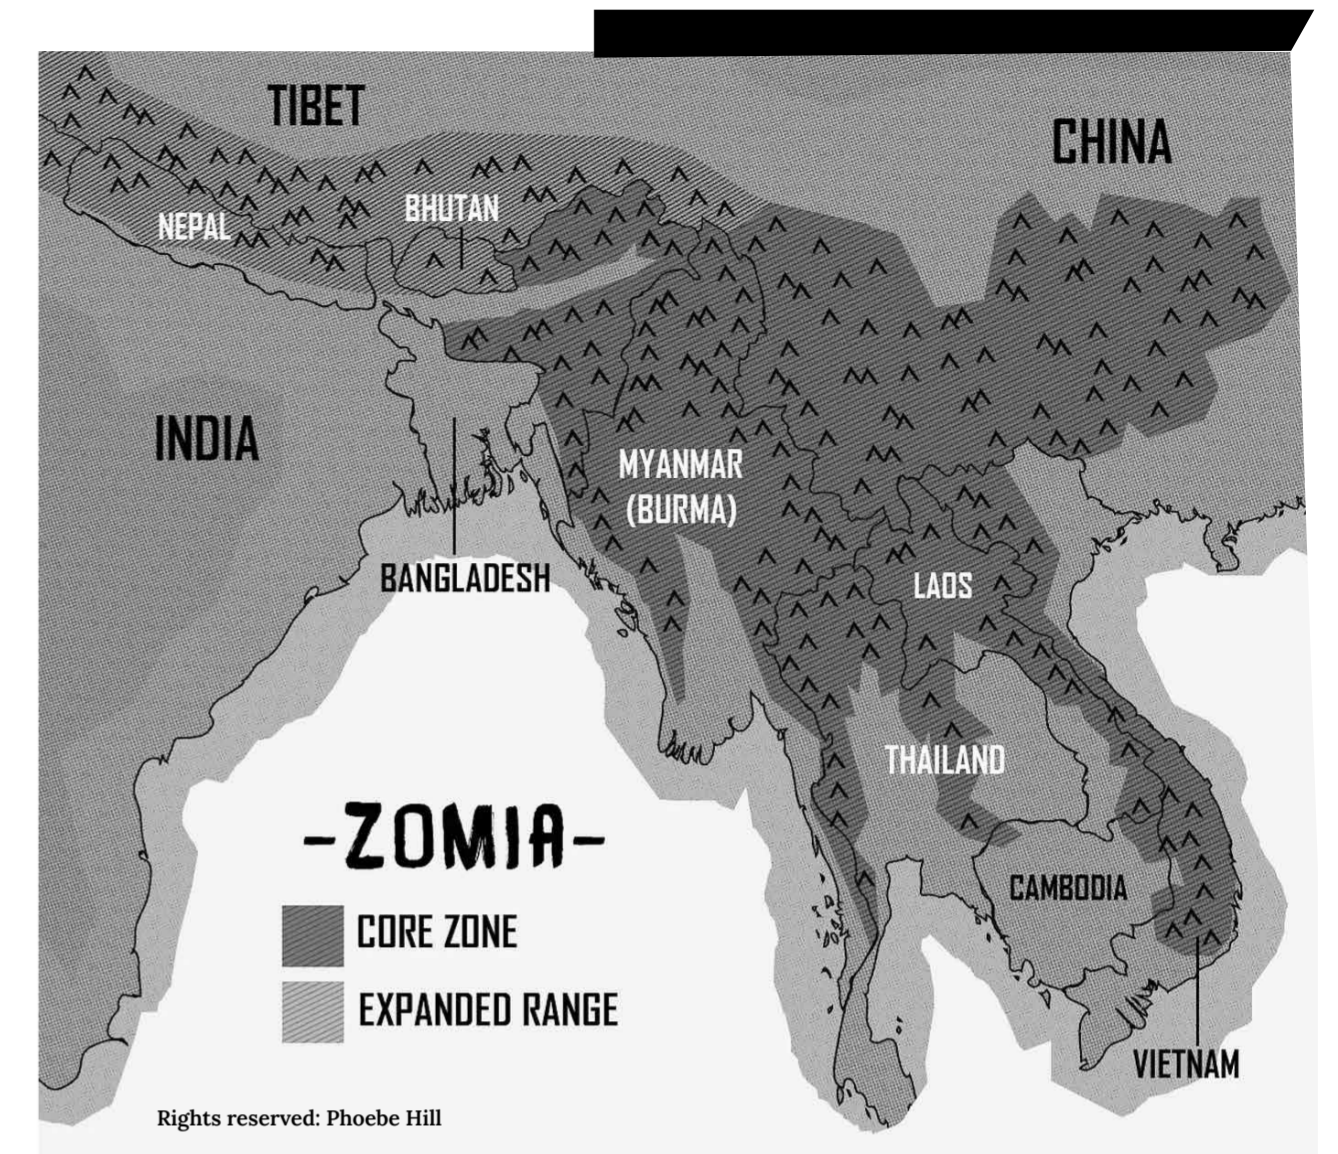 TIBET
CHINA
NEPAL
BHUTAN
INDIA
MYANMAR
(BURMA)
BANGLADESH
LAOS
THAILAND
CAMBODIA
VIETNAM
-ZOMIA-
CORE ZONE
EXPANDED RANGE
Rights reserved: Phoebe Hill